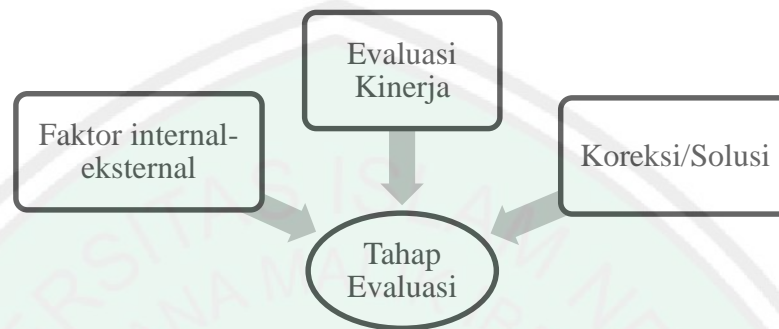 Evaluasi
Kinerja
Faktor internal-
eksternal
Koreksi/Solusi
Tahap
Evaluasi